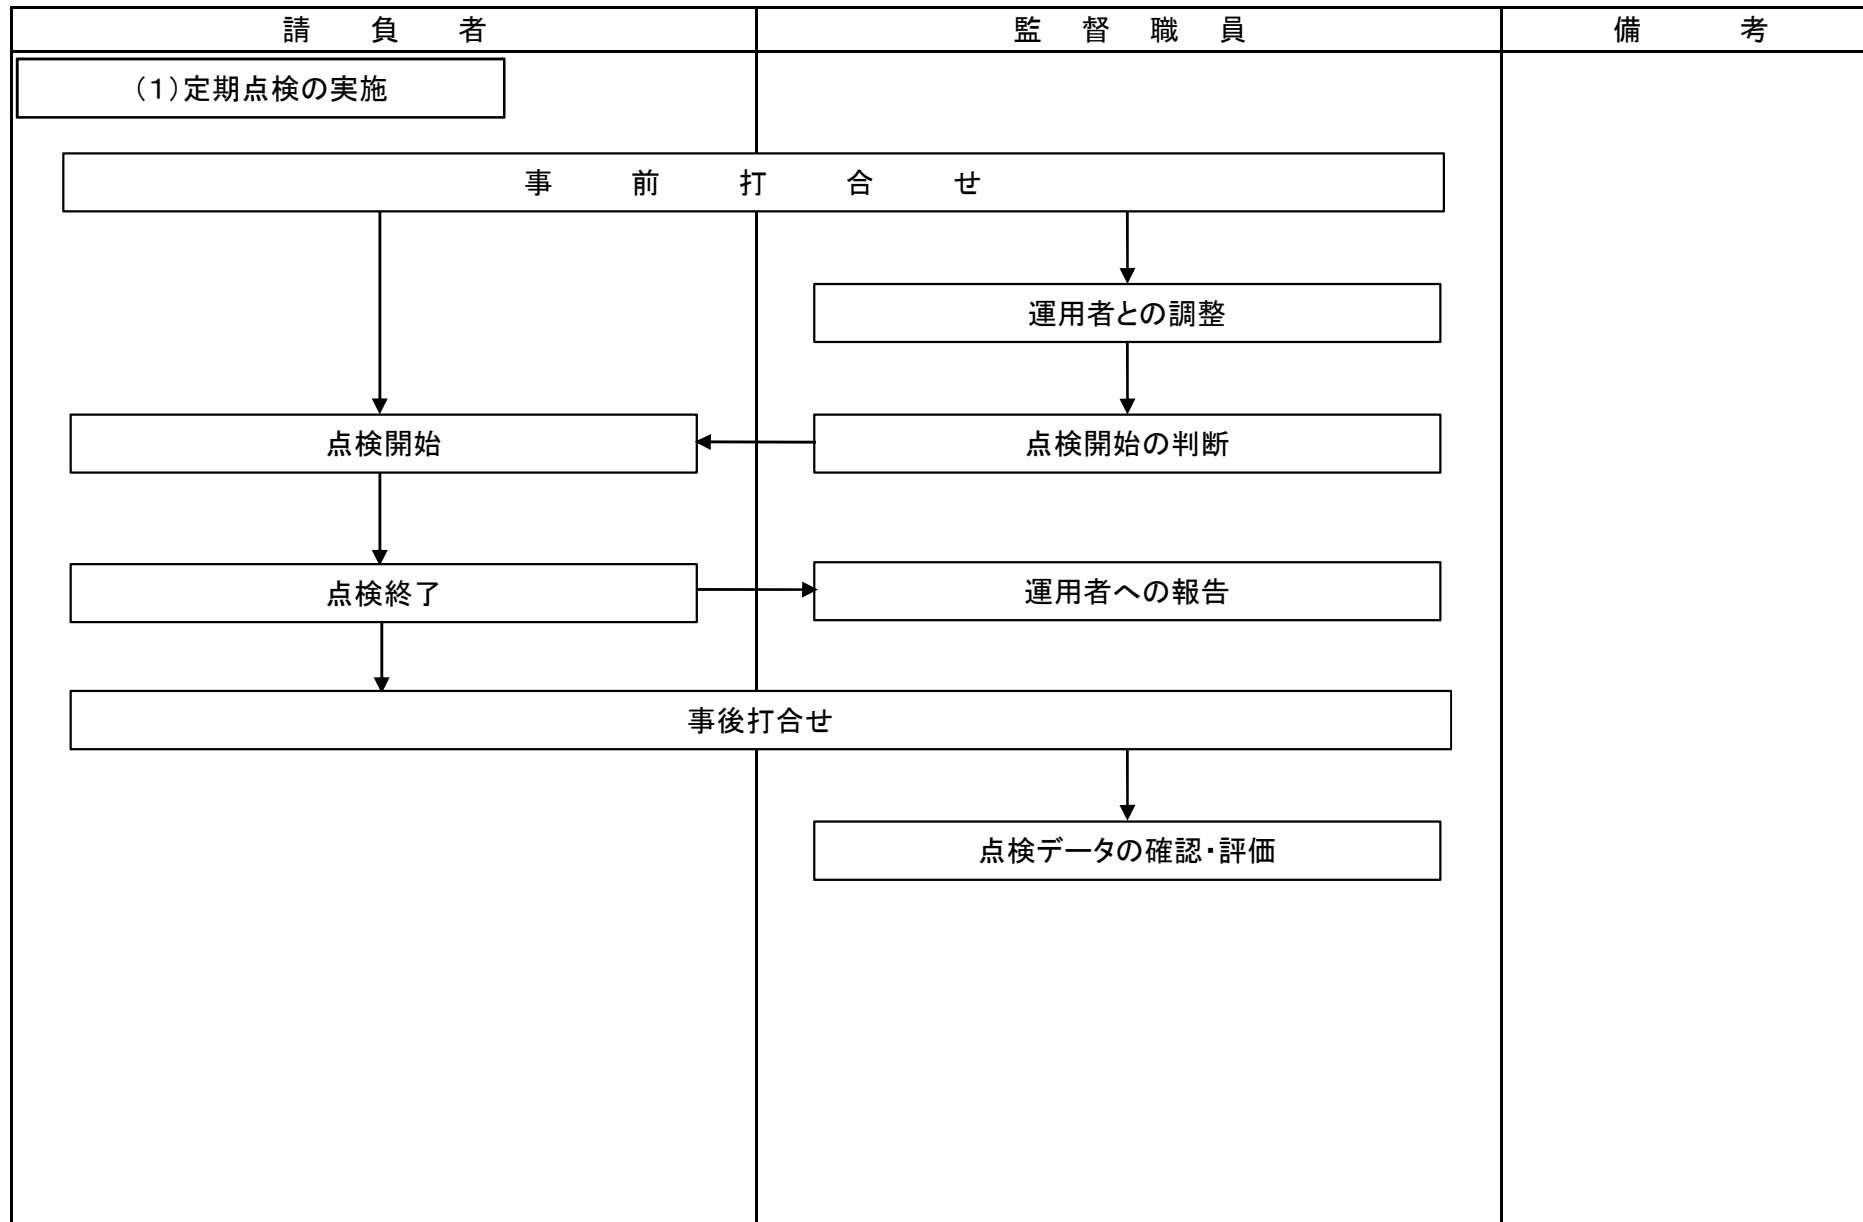 請負者 監督職員 備考
（１）定期点検の実施
事前打合せ
運用者との調整
点検開始 点検開始の判断
点検終了 運用者への報告
事後打合せ
点検データの確認・評価